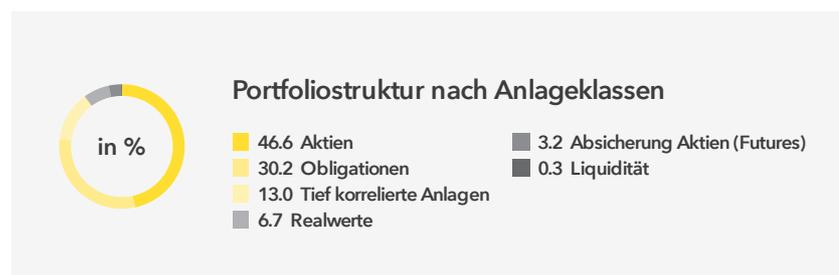 Portfoliostruktur nach Anlageklassen
in %
46.6 Aktien
30.2 Obligationen
13.0 Tief korrelierte Anlagen
6.7 Realwerte
3.2 Absicherung Aktien (Futures)
0.3 Liquidität